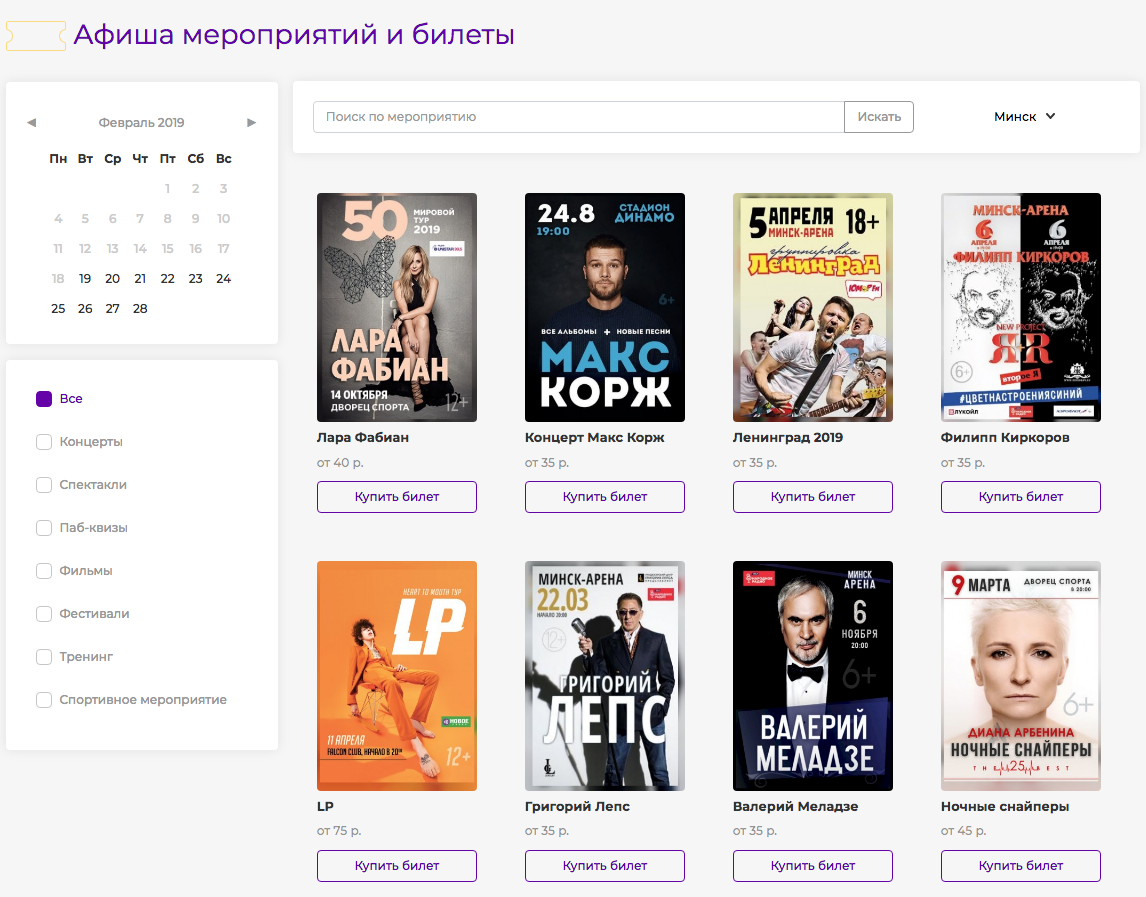 Афиша мероприятий и билеты
Февраль 2019
Пн Вт Ср Чт Пт Сб Вс
1 2 3
4 5 6 7 8 9 10
11 12 13 14 15 16 17
18 19 20 21 22 23 24
25 26 27 28
Все
Концерты
Спектакли
Паб-квизы
Фильмы
Фестивали
Тренинг
Спортивное мероприятие
Поиск по мероприятию
Искать
Минск
50
МИРОВОЙ
ТУР
2019
ЛАРА
ФАБИАН
14 ОКТЯБРЯ
ДВОРЕЦ СПОРТА
12+
Лара Фабиан
от 40 р.
Купить билет
24.8
19:00
СТАДИОН
ДИНАМО
6+
ВСЕ АЛЬБОМЫ + НОВЫЕ ПЕСНИ
МАКС
КОРЖ
Концерт Макс Корж
от 35 р.
Купить билет
5 АПРЕЛЯ
МИНСК-АРЕНА
18+
группировка
Ленинград
Ленинград 2019
от 35 р.
Купить билет
МИНСК-АРЕНА
6 6
АПРЕЛЯ АПРЕЛЯ
ФИЛИПП КИРКОРОВ
NEW PROJECT
ЯR
второе Я
6+
#ЦВЕТНАСТРОЕНИЯСИНИЙ
ЛУКОЙЛ
Филипп Киркоров
от 35 р.
Купить билет
HEART TO MOUTH ТУР
LP
НОВОЕ
11 АПРЕЛЯ
FALCON CLUB, НАЧАЛО В 20⁰⁰
12+
LP
от 75 р.
Купить билет
МИНСК-АРЕНА
22.03
НАЧАЛО 20:00
12+
ГРИГОРИЙ
ЛЕПС
Григорий Лепс
от 35 р.
Купить билет
МИНСК
АРЕНА
6
НОЯБРЯ
20:00
6+
ВАЛЕРИЙ
МЕЛАДЗЕ
Валерий Меладзе
от 35 р.
Купить билет
9 МАРТА
ДВОРЕЦ СПОРТА
В 20:00
6+
ДИАНА АРБЕНИНА
НОЧНЫЕ СНАЙПЕРЫ
THE 25 BEST
Ночные снайперы
от 45 р.
Купить билет